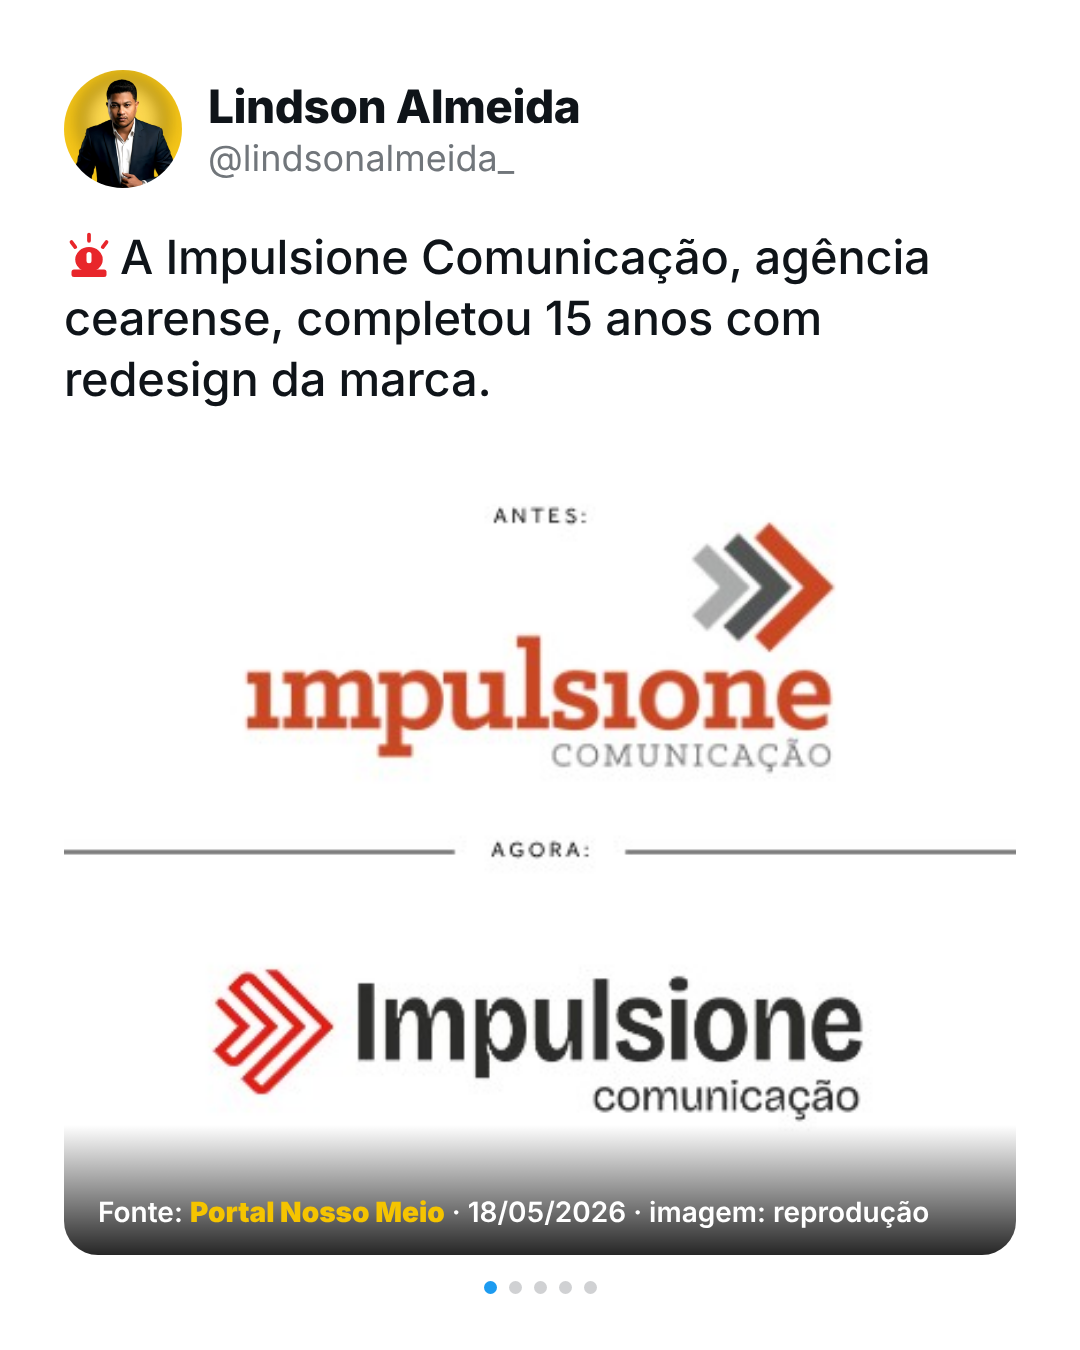 Lindson Almeida
@lindsonalmeida_
🚨 A Impulsione Comunicação, agência
cearense, completou 15 anos com
redesign da marca.
ANTES:
ımpulsıone
COMUNICAÇÃO
AGORA:
Impulsione
comunicação
Fonte: Portal Nosso Meio · 18/05/2026 · imagem: reprodução